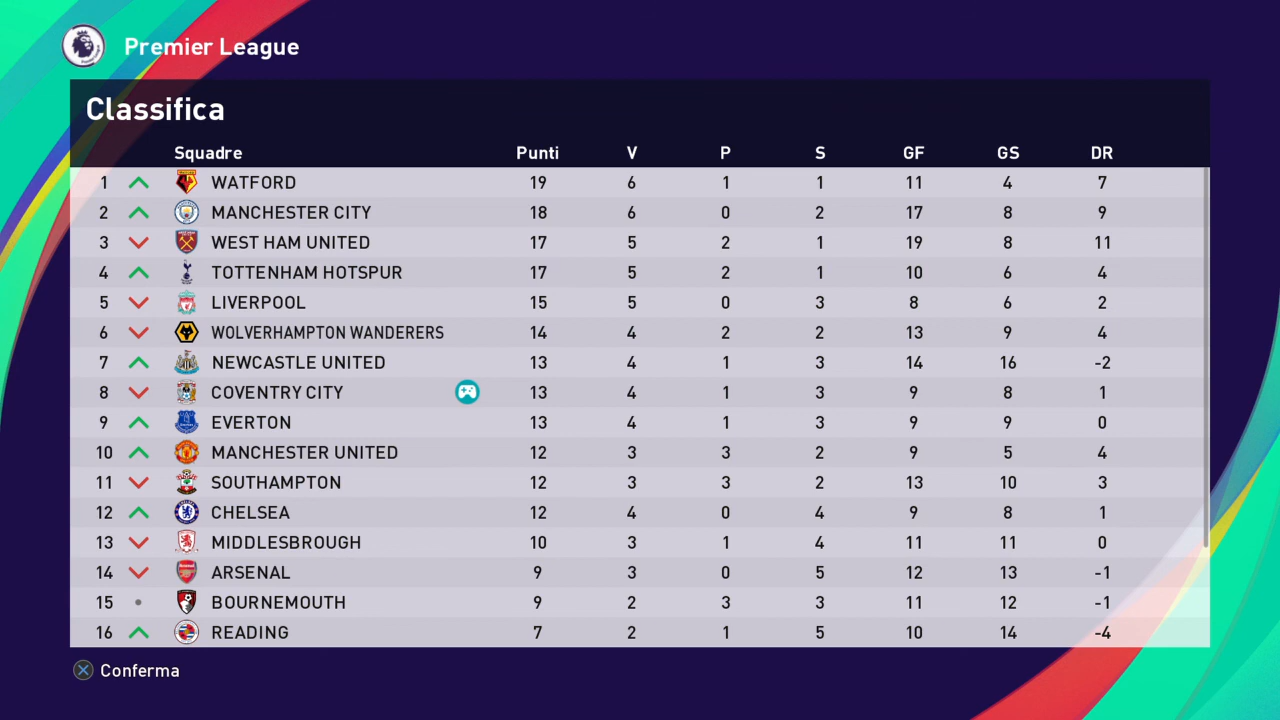 Premier League
Classifica
Squadre Punti V P S GF GS DR
1 WATFORD 19 6 1 1 11 4 7
2 MANCHESTER CITY 18 6 0 2 17 8 9
3 WEST HAM UNITED 17 5 2 1 19 8 11
4 TOTTENHAM HOTSPUR 17 5 2 1 10 6 4
5 LIVERPOOL 15 5 0 3 8 6 2
6 WOLVERHAMPTON WANDERERS 14 4 2 2 13 9 4
7 NEWCASTLE UNITED 13 4 1 3 14 16 -2
8 COVENTRY CITY 13 4 1 3 9 8 1
9 EVERTON 13 4 1 3 9 9 0
10 MANCHESTER UNITED 12 3 3 2 9 5 4
11 SOUTHAMPTON 12 3 3 2 13 10 3
12 CHELSEA 12 4 0 4 9 8 1
13 MIDDLESBROUGH 10 3 1 4 11 11 0
14 ARSENAL 9 3 0 5 12 13 -1
15 BOURNEMOUTH 9 2 3 3 11 12 -1
16 READING 7 2 1 5 10 14 -4
Conferma